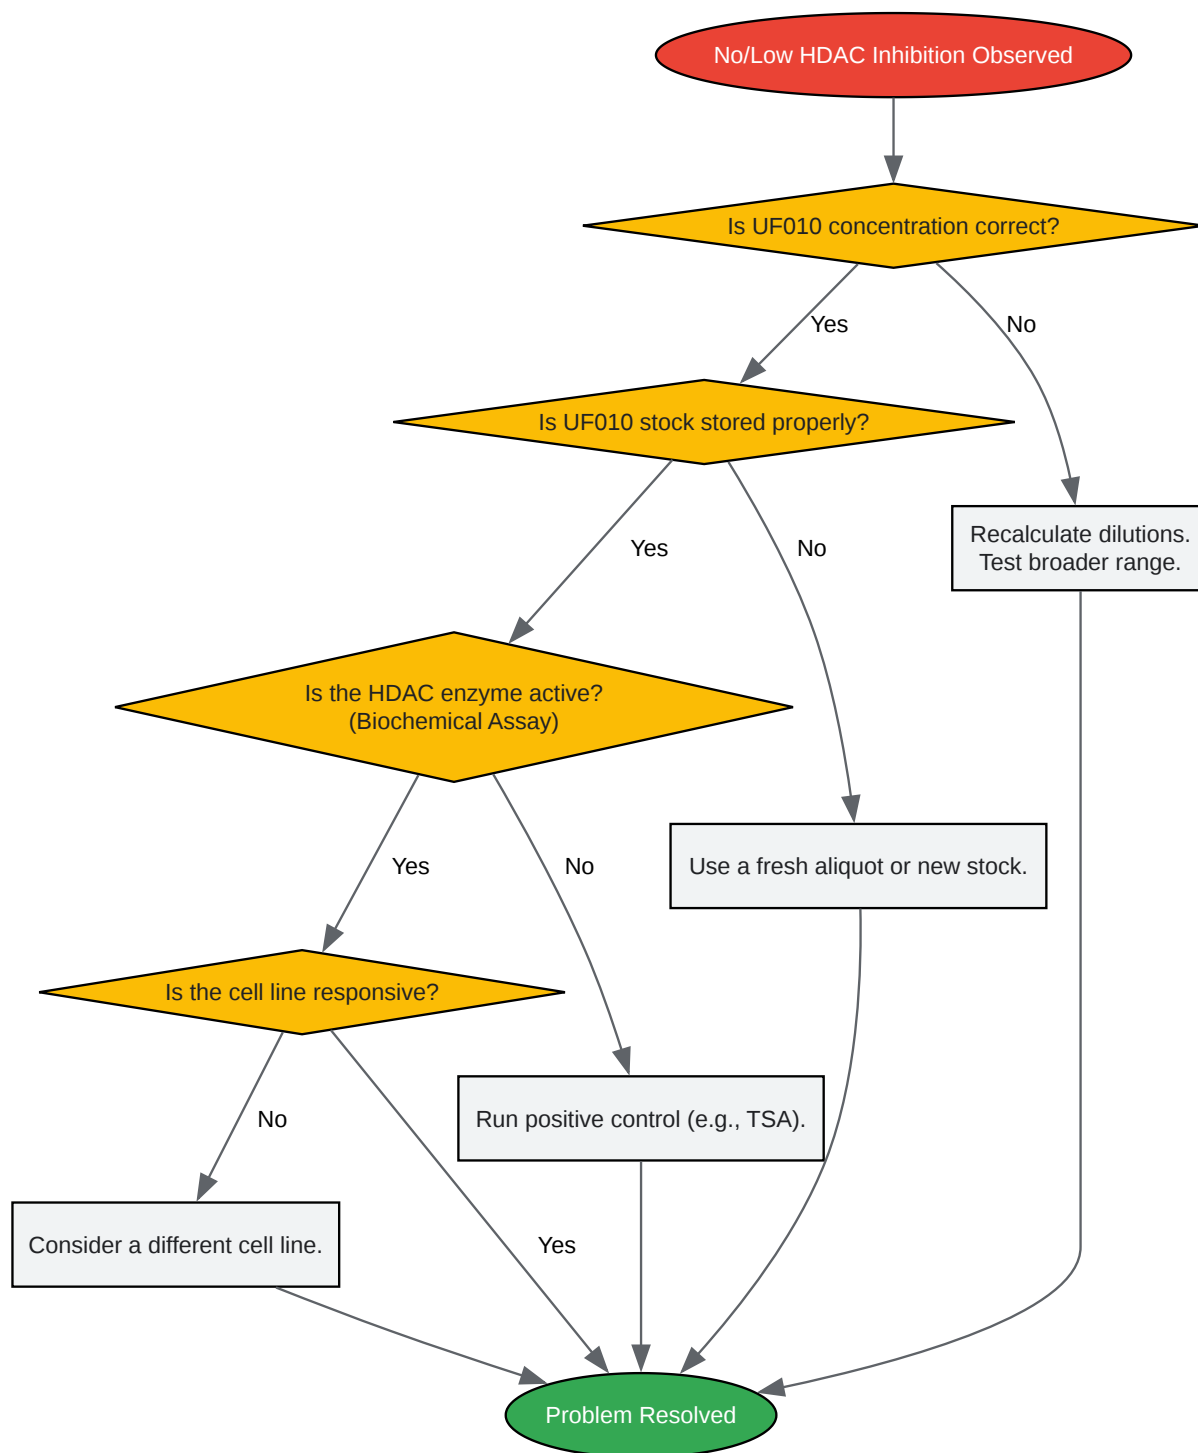 No/Low HDAC Inhibition Observed
Is UF010 concentration correct?
Yes
No
Is UF010 stock stored properly?
Recalculate dilutions.
Test broader range.
Yes
No
Is the HDAC enzyme active?
(Biochemical Assay)
Use a fresh aliquot or new stock.
Yes
No
Is the cell line responsive?
Run positive control (e.g., TSA).
No
Consider a different cell line.
Yes
Problem Resolved